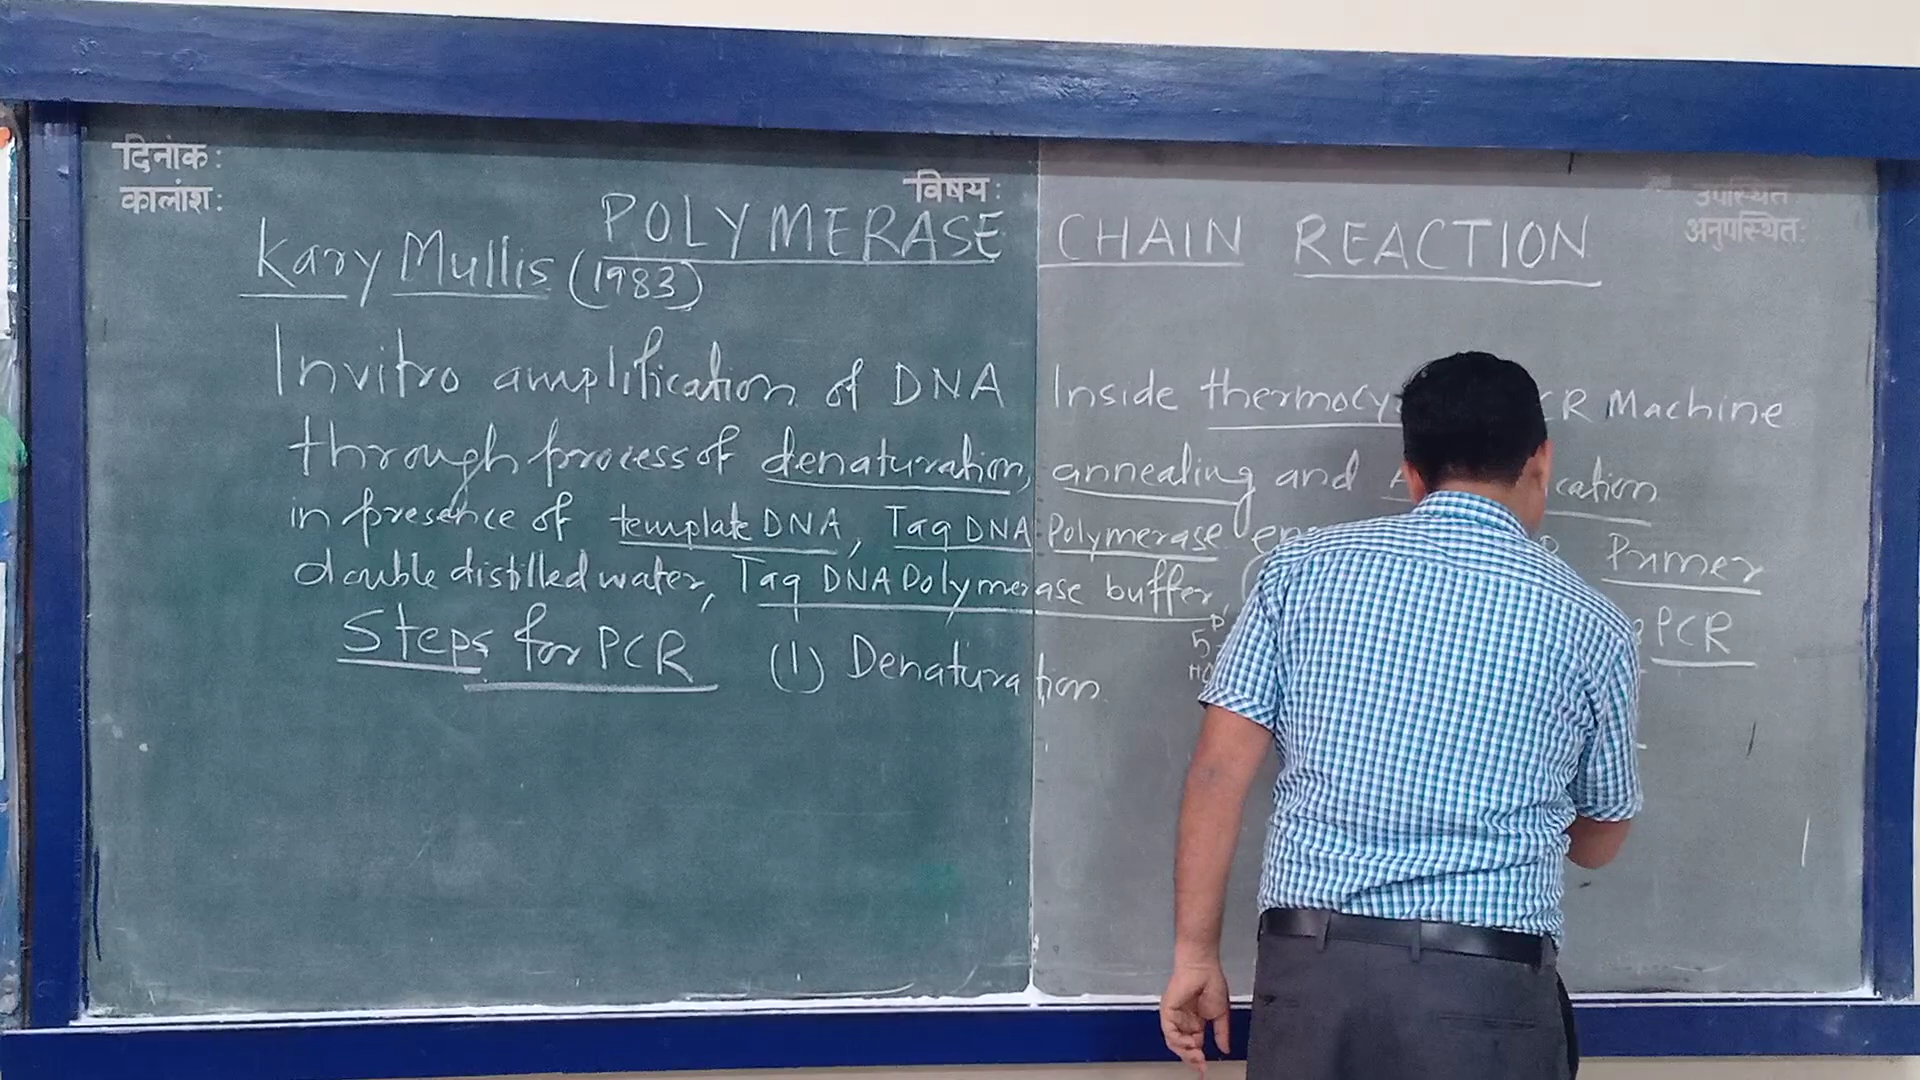 दिनांक:
कालांश:
विषय:
उपस्थित
अनुपस्थित:
POLYMERASE CHAIN REACTION
Kary Mullis (1983)
Invitro amplification of DNA Inside CR Machine
through process of denaturation, annealing and cation
in presence of template DNA, Taq DNA Polymerase Primer
double distilled water, Taq DNA Polymerase buffer, PCR
Steps for PCR (1) Denaturation